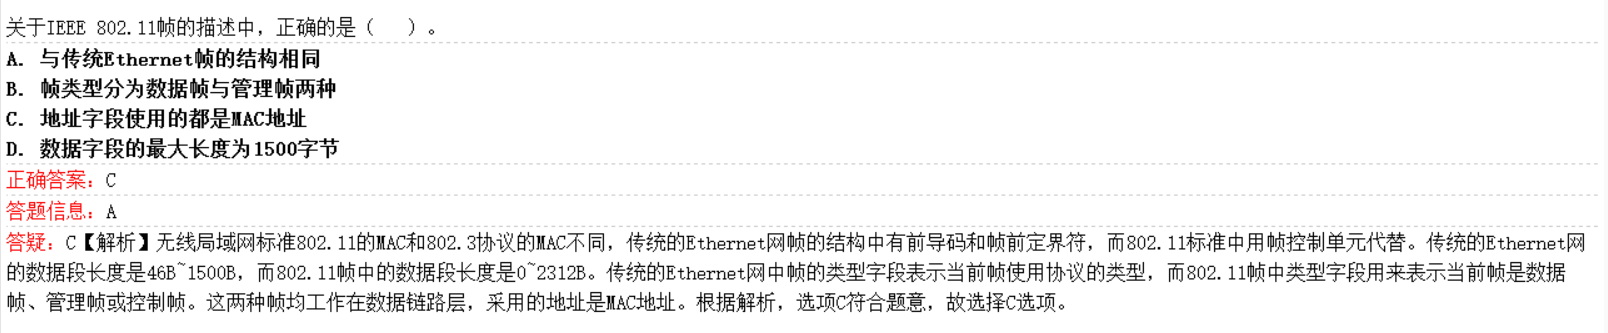 关于IEEE 802.11帧的描述中，正确的是（   ）。
A. 与传统Ethernet帧的结构相同
B. 帧类型分为数据帧与管理帧两种
C. 地址字段使用的都是MAC地址
D. 数据字段的最大长度为1500字节
正确答案：C
答题信息：A
答疑：C【解析】无线局域网标准802.11的MAC和802.3协议的MAC不同，传统的Ethernet网帧的结构中有前导码和帧前定界符，而802.11标准中用帧控制单元代替。传统的Ethernet网
的数据段长度是46B~1500B，而802.11帧中的数据段长度是0~2312B。传统的Ethernet网中帧的类型字段表示当前帧使用协议的类型，而802.11帧中类型字段用来表示当前帧是数据
帧、管理帧或控制帧。这两种帧均工作在数据链路层，采用的地址是MAC地址。根据解析，选项C符合题意，故选择C选项。